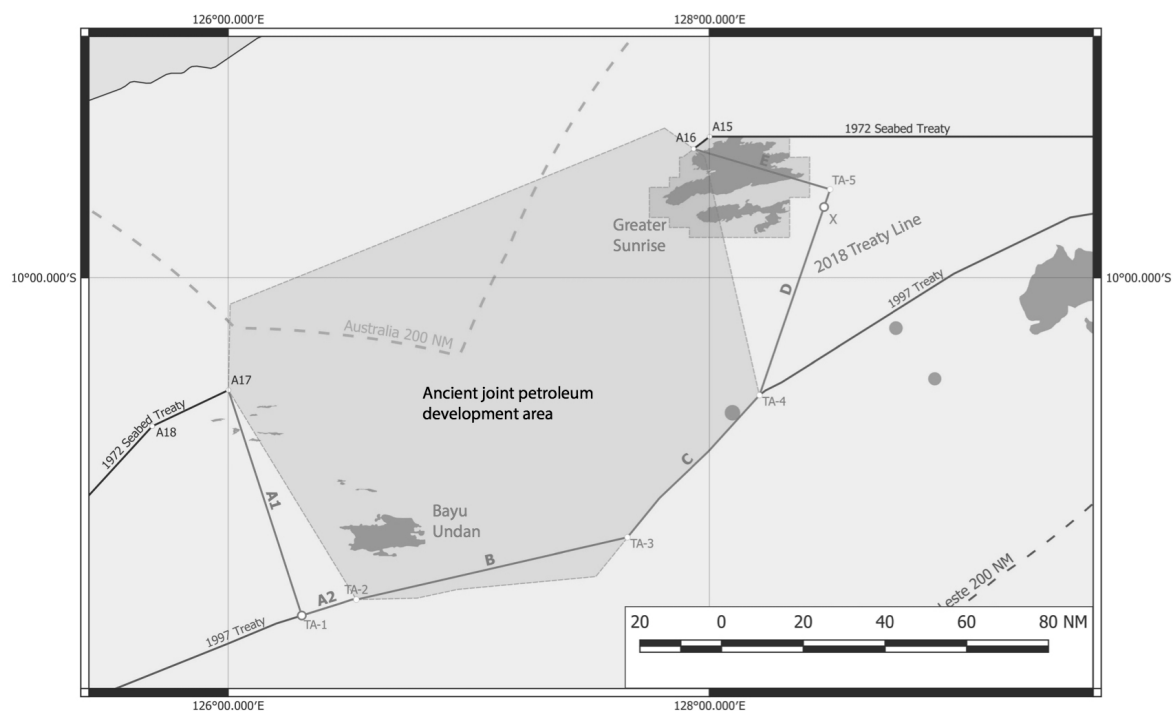 126°00.000'E
128°00.000'E
A15
A16
1972 Seabed Treaty
E
TA-5
X
Greater
Sunrise
2018 Treaty Line
10°00.000'S
10°00.000'S
D
1997 Treaty
Australia 200 NM
A17
Ancient joint petroleum
development area
TA-4
1972 Seabed Treaty
A18
C
A1
Bayu
Undan
TA-3
B
TA-2
A2
Leste 200 NM
TA-1
1997 Treaty
20
0
20
40
60
80 NM
126°00.000'E
128°00.000'E